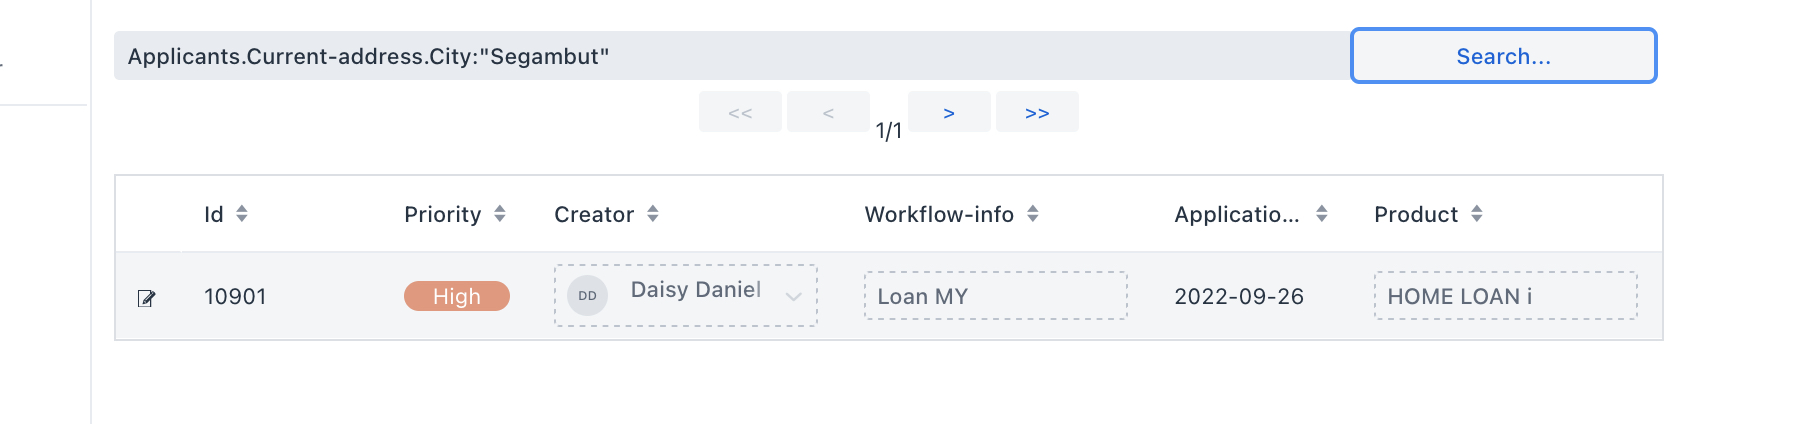 Applicants.Current-address.City:"Segambut" Search...
<< < 1/1 > >>
Id Priority Creator Workflow-info Applicatio... Product
10901 High DD Daisy Daniel Loan MY 2022-09-26 HOME LOAN i